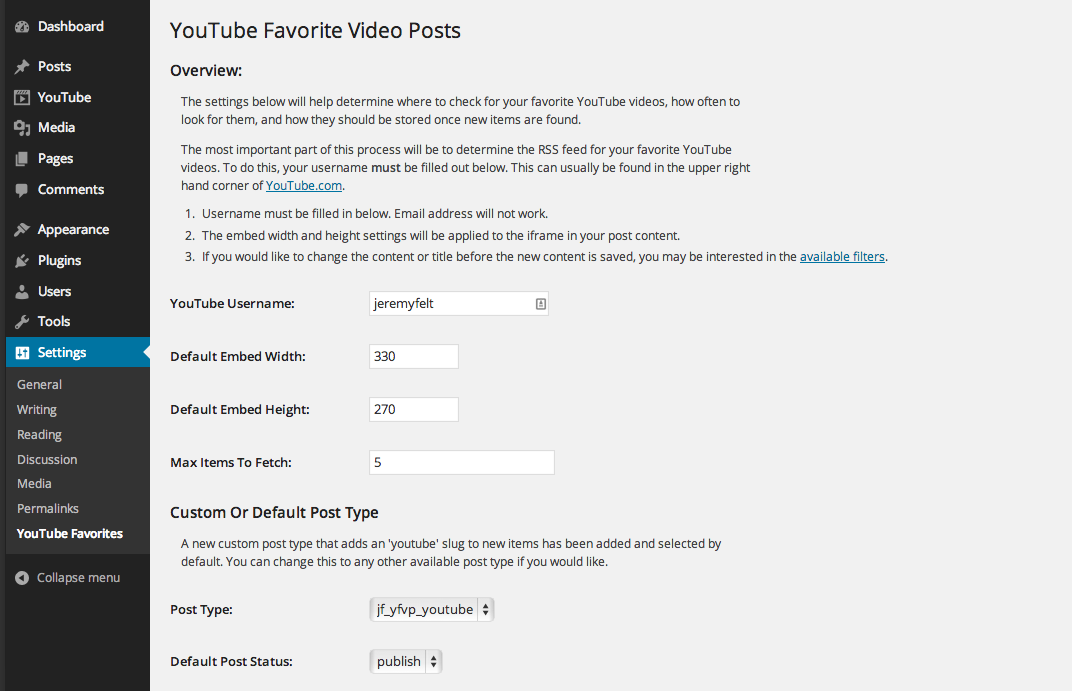 Dashboard
Posts
YouTube
Media
Pages
Comments
Appearance
Plugins
Users
Tools
Settings
General
Writing
Reading
Discussion
Media
Permalinks
YouTube Favorites
Collapse menu
YouTube Favorite Video Posts
Overview:
The settings below will help determine where to check for your favorite YouTube videos, how often to
look for them, and how they should be stored once new items are found.
The most important part of this process will be to determine the RSS feed for your favorite YouTube
videos. To do this, your username must be filled out below. This can usually be found in the upper right
hand corner of YouTube.com.
1. Username must be filled in below. Email address will not work.
2. The embed width and height settings will be applied to the iframe in your post content.
3. If you would like to change the content or title before the new content is saved, you may be interested in the available filters.
YouTube Username: jeremyfelt
Default Embed Width: 330
Default Embed Height: 270
Max Items To Fetch: 5
Custom Or Default Post Type
A new custom post type that adds an 'youtube' slug to new items has been added and selected by
default. You can change this to any other available post type if you would like.
Post Type: jf_yfvp_youtube
Default Post Status: publish